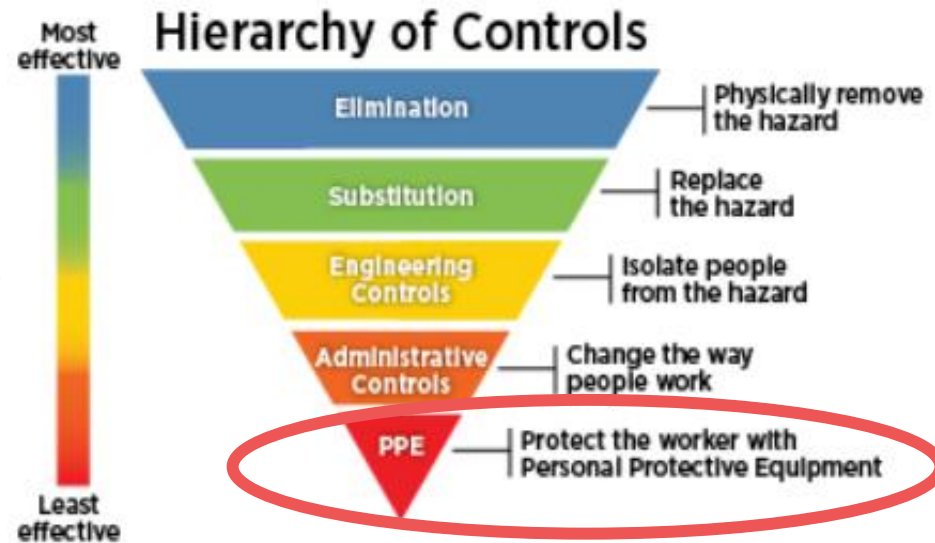 Hierarchy of Controls
Most
effective
Elimination
Physically remove
the hazard
Substitution
Replace
the hazard
Engineering
Controls
Isolate people
from the hazard
Administrative
Controls
Change the way
people work
PPE
Protect the worker with
Personal Protective Equipment
Least
effective